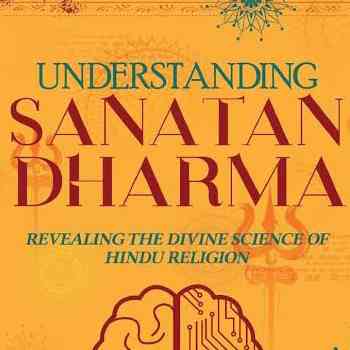 UNDERSTANDING
SANATAN
DHARMA
REVEALING THE DIVINE SCIENCE OF
HINDU RELIGION